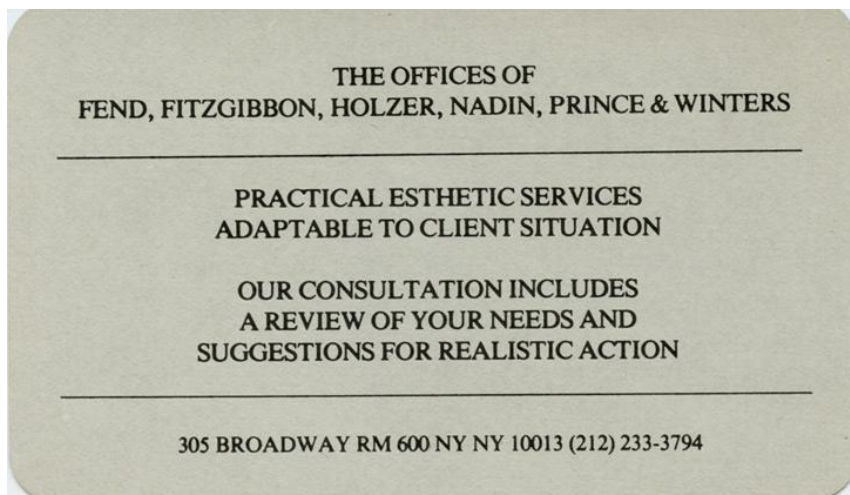 THE OFFICES OF
FEND, FITZGIBBON, HOLZER, NADIN, PRINCE & WINTERS
PRACTICAL ESTHETIC SERVICES
ADAPTABLE TO CLIENT SITUATION
OUR CONSULTATION INCLUDES
A REVIEW OF YOUR NEEDS AND
SUGGESTIONS FOR REALISTIC ACTION
305 BROADWAY RM 600 NY NY 10013 (212) 233-3794